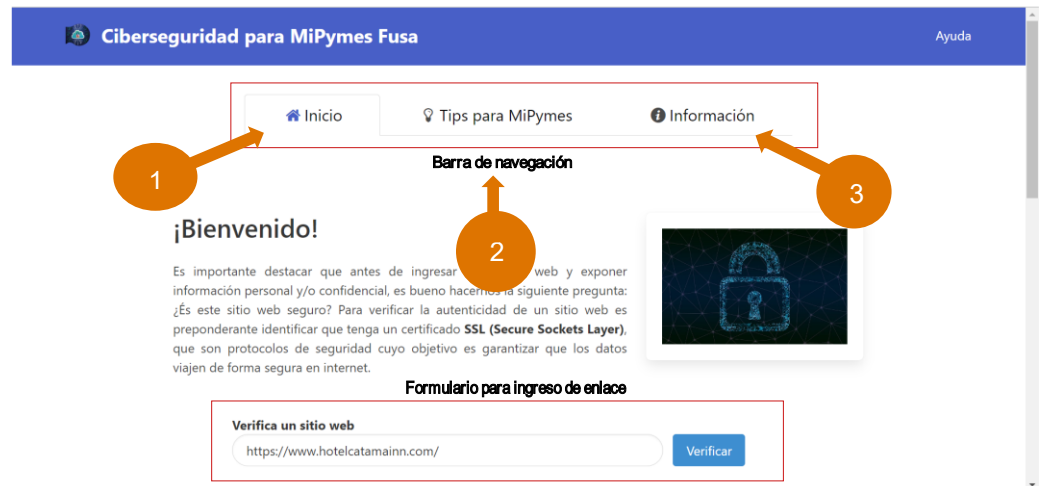 Ciberseguridad para MiPymes Fusa
Ayuda
Inicio
Tips para MiPymes
Información
Barra de navegación
1
3
2
¡Bienvenido!
Es importante destacar que antes de ingresar web y exponer
información personal y/o confidencial, es bueno hacernos la siguiente pregunta:
¿És este sitio web seguro? Para verificar la autenticidad de un sitio web es
preponderante identificar que tenga un certificado SSL (Secure Sockets Layer),
que son protocolos de seguridad cuyo objetivo es garantizar que los datos
viajen de forma segura en internet.
Formulario para ingreso de enlace
Verifica un sitio web
https://www.hotelcatamainn.com/
Verificar